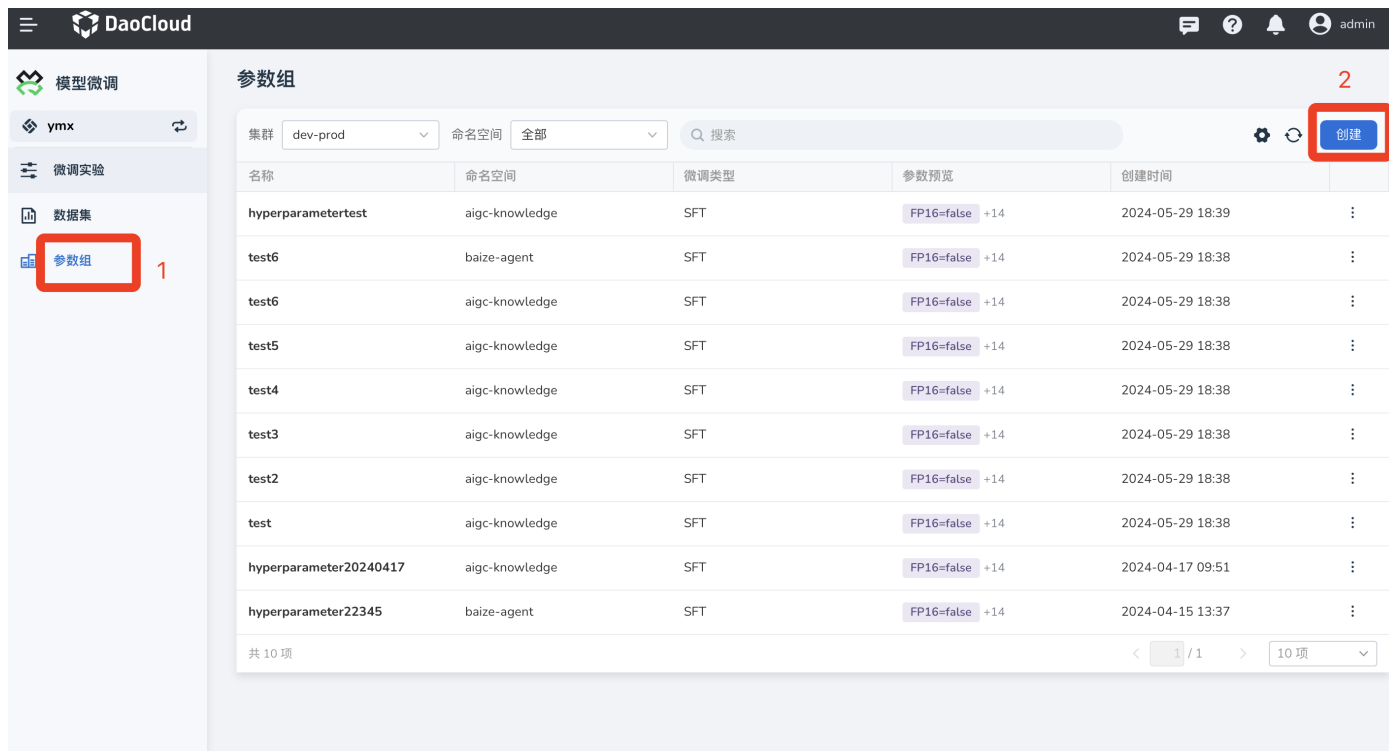 DaoCloud
admin
模型微调
ymx
微调实验
数据集
参数组
1
参数组
2
集群 dev-prod 命名空间 全部 搜索 创建
名称 命名空间 微调类型 参数预览 创建时间
hyperparametertest aigc-knowledge SFT FP16=false +14 2024-05-29 18:39
test6 baize-agent SFT FP16=false +14 2024-05-29 18:38
test6 aigc-knowledge SFT FP16=false +14 2024-05-29 18:38
test5 aigc-knowledge SFT FP16=false +14 2024-05-29 18:38
test4 aigc-knowledge SFT FP16=false +14 2024-05-29 18:38
test3 aigc-knowledge SFT FP16=false +14 2024-05-29 18:38
test2 aigc-knowledge SFT FP16=false +14 2024-05-29 18:38
test aigc-knowledge SFT FP16=false +14 2024-05-29 18:38
hyperparameter20240417 aigc-knowledge SFT FP16=false +14 2024-04-17 09:51
hyperparameter22345 baize-agent SFT FP16=false +14 2024-04-15 13:37
共 10 项 1 / 1 10 项